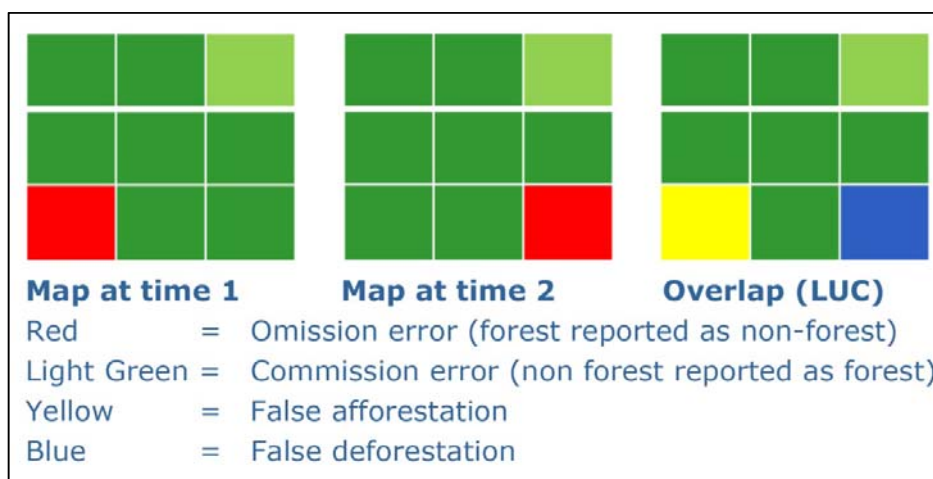 Map at time 1 Map at time 2 Overlap (LUC)
Red = Omission error (forest reported as non-forest)
Light Green = Commission error (non forest reported as forest)
Yellow = False afforestation
Blue = False deforestation